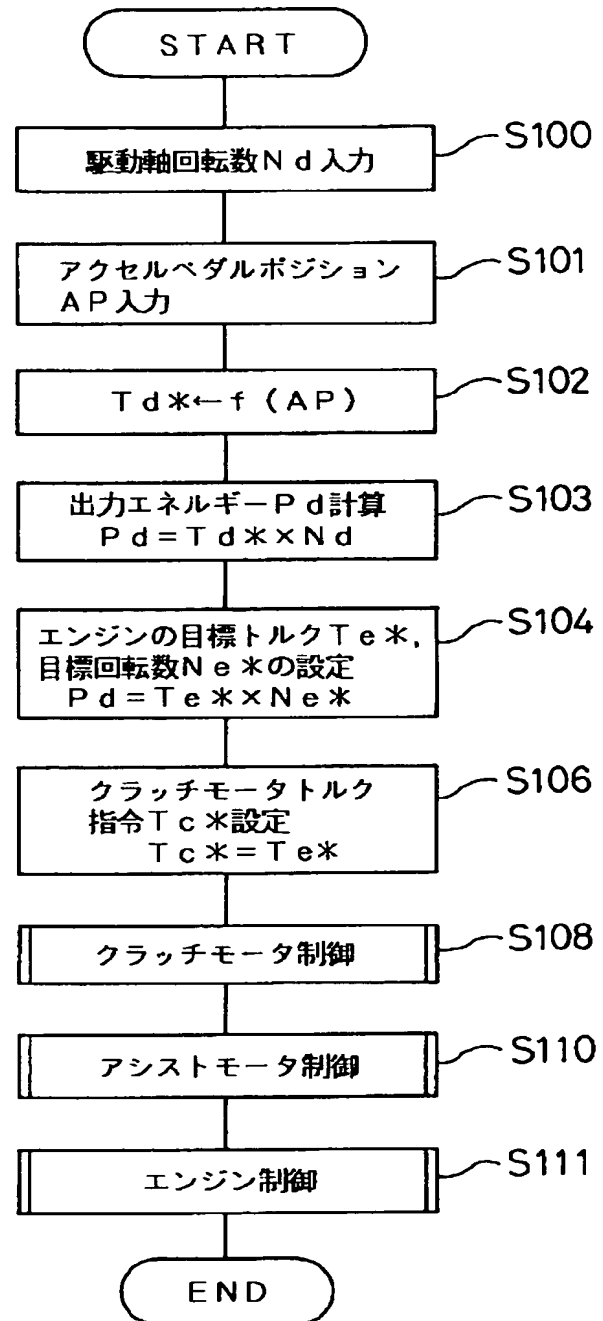 START
駆動軸回転数Nd入力
S100
アクセルペダルポジション
AP入力
S101
Td*←f(AP)
S102
出力エネルギーPd計算
Pd=Td*×Nd
S103
エンジンの目標トルクTe*,
目標回転数Ne*の設定
Pd=Te*×Ne*
S104
クラッチモータトルク
指令Tc*設定
Tc*=Te*
S106
クラッチモータ制御
S108
アシストモータ制御
S110
エンジン制御
S111
END